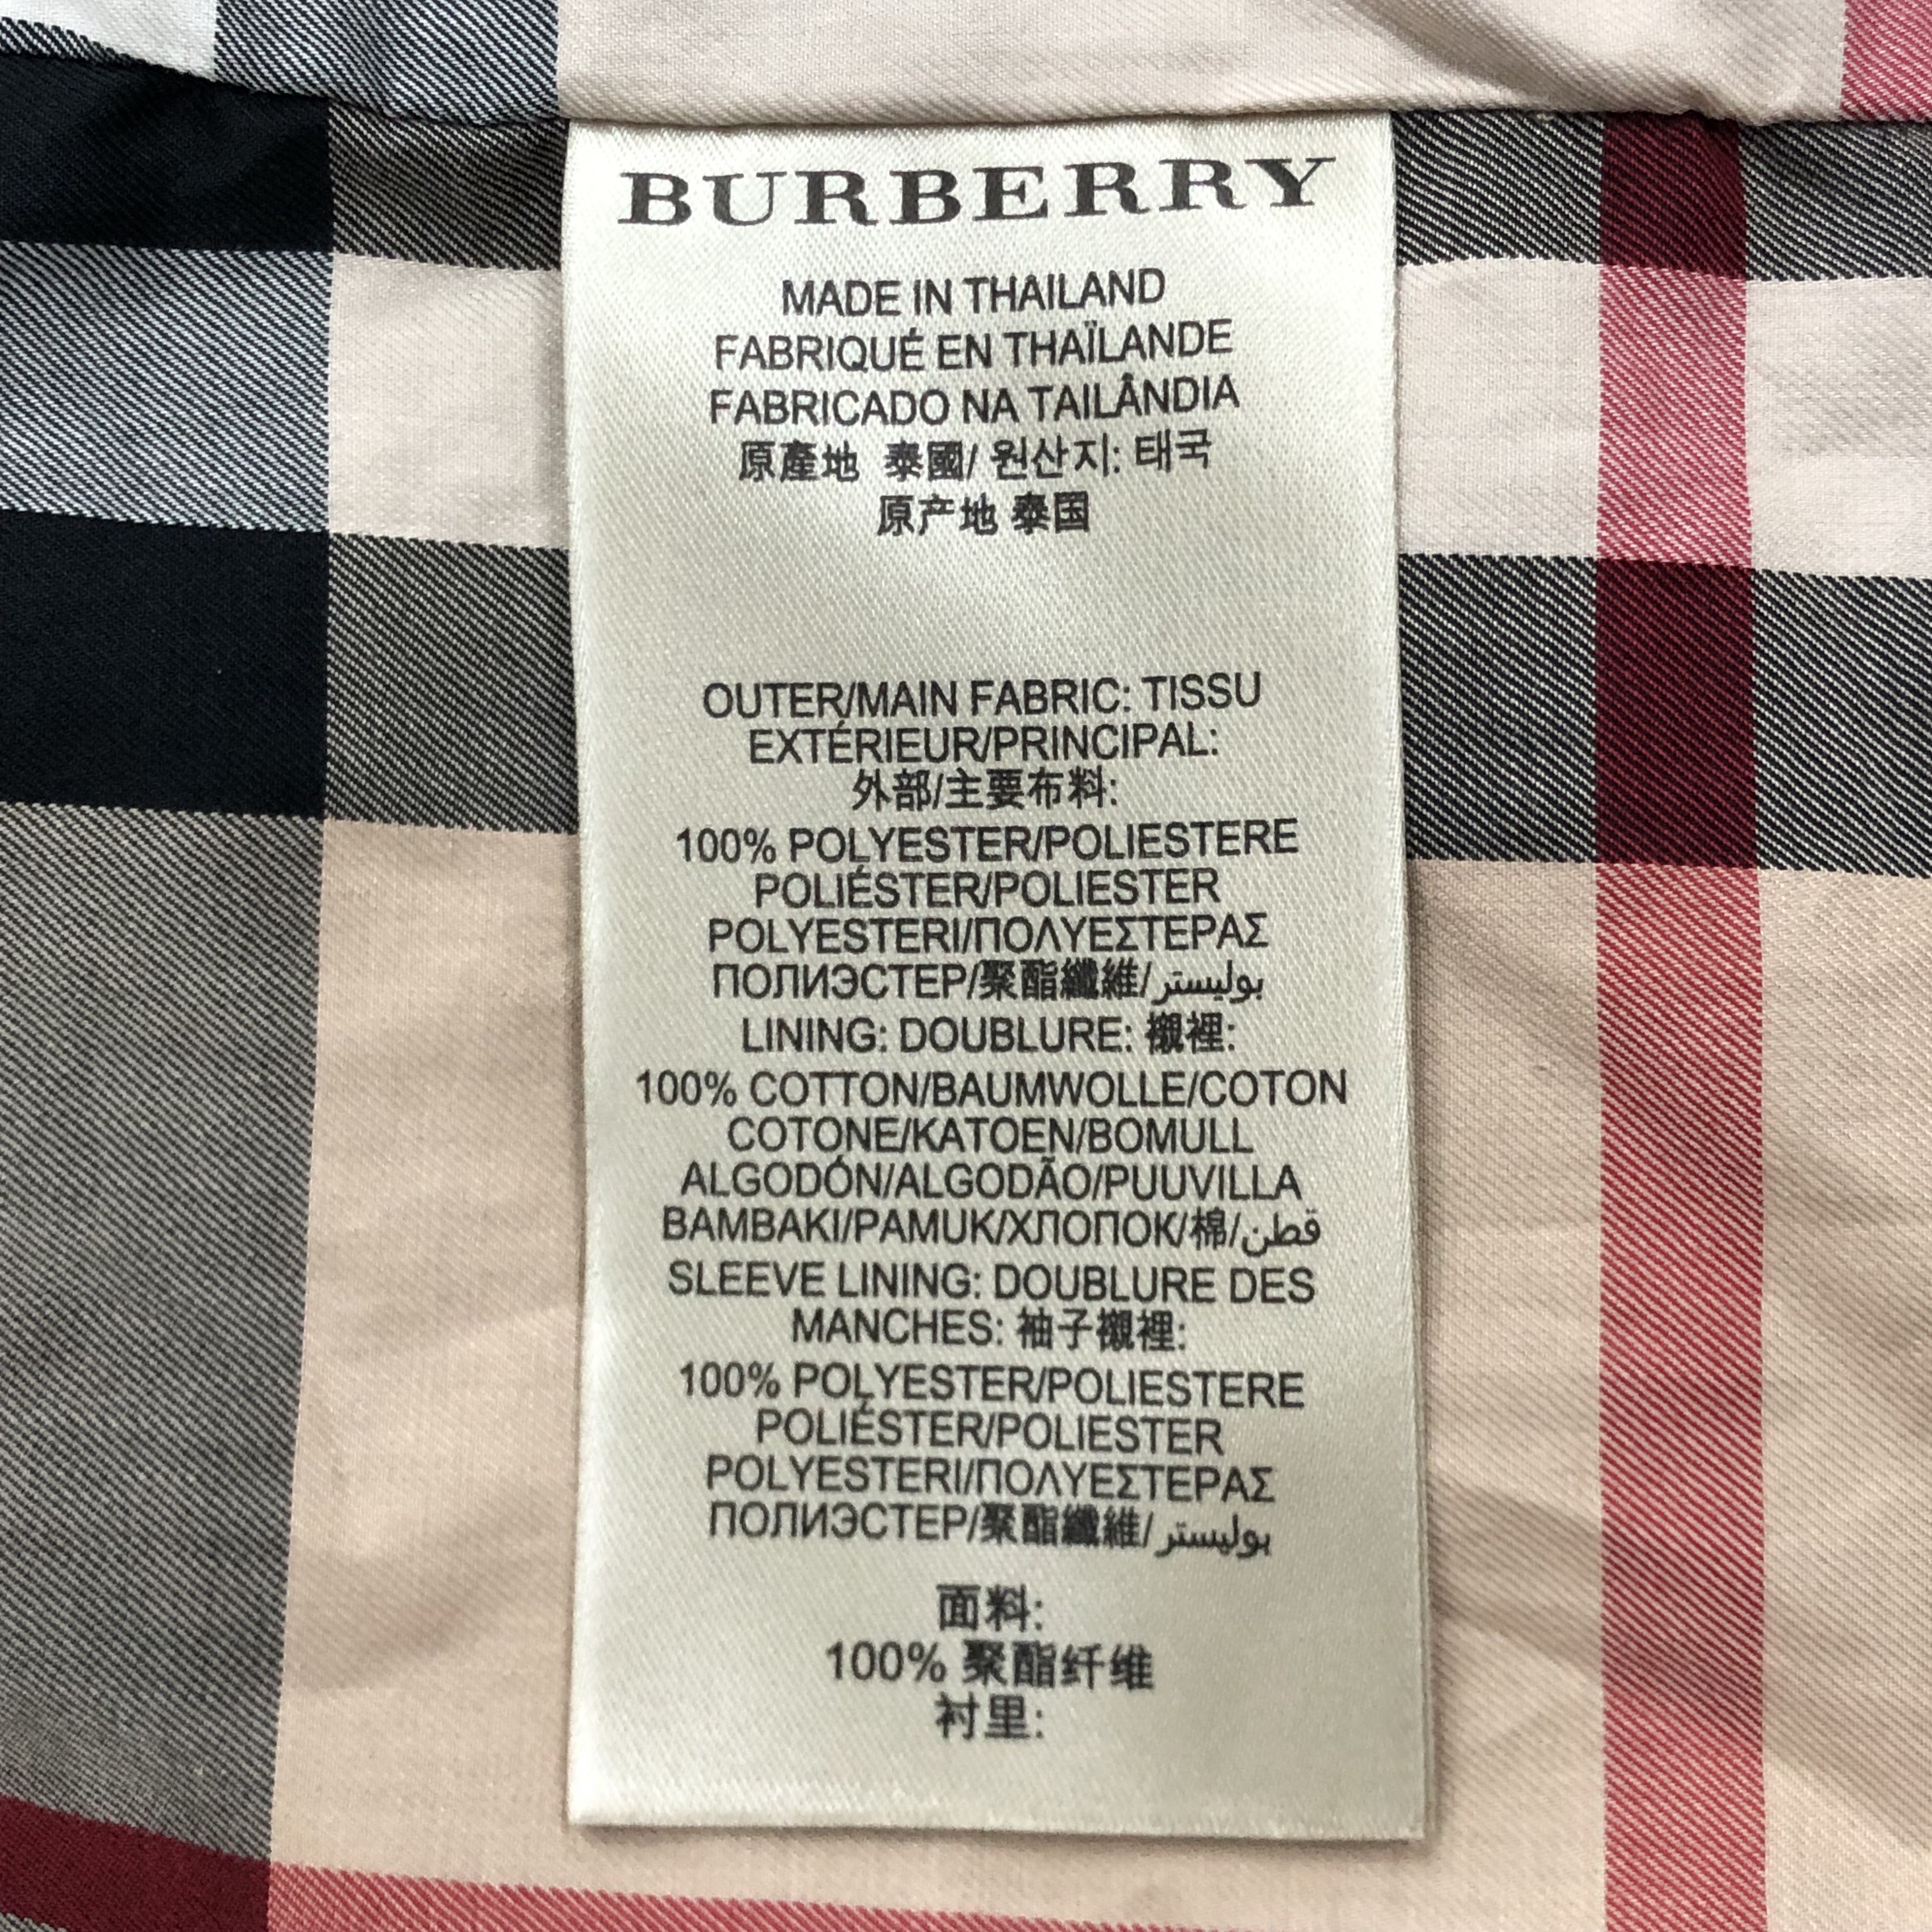 BURBERRY
MADE IN THAILAND
FABRIQUÉ EN THAÏLANDE
FABRICADO NA TAILÂNDIA
原產地 泰國/ 원산지: 태국
原产地 泰国
OUTER/MAIN FABRIC: TISSU
EXTÉRIEUR/PRINCIPAL:
外部/主要布料:
100% POLYESTER/POLIESTERE
POLIÉSTER/POLIESTER
POLYESTERI/ΠΟΛΥΕΣΤΕΡΑΣ
ПОЛИЭСТЕР/聚酯纖維/بوليستر
LINING: DOUBLURE: 襯裡:
100% COTTON/BAUMWOLLE/COTON
COTONE/KATOEN/BOMULL
ALGODÓN/ALGODÃO/PUUVILLA
BAMBAKI/PAMUK/ХЛОПОК/棉/قطن
SLEEVE LINING: DOUBLURE DES
MANCHES: 袖子襯裡:
100% POLYESTER/POLIESTERE
POLIÉSTER/POLIESTER
POLYESTERI/ΠΟΛΥΕΣΤΕΡΑΣ
ПОЛИЭСТЕР/聚酯纖維/بوليستر
面料:
100% 聚酯纤维
衬里: